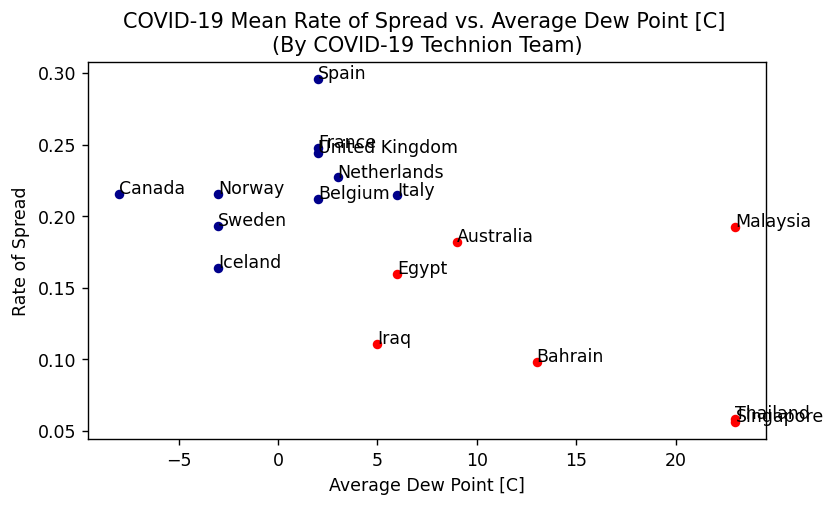 COVID-19 Mean Rate of Spread vs. Average Dew Point [C]
(By COVID-19 Technion Team)
0.30
0.25
0.20
0.15
0.10
0.05
Rate of Spread
Spain
France
United Kingdom
Netherlands
Canada
Norway
Belgium
Italy
Sweden
Malaysia
Australia
Iceland
Egypt
Iraq
Bahrain
Thailand
Singapore
−5
0
5
10
15
20
Average Dew Point [C]